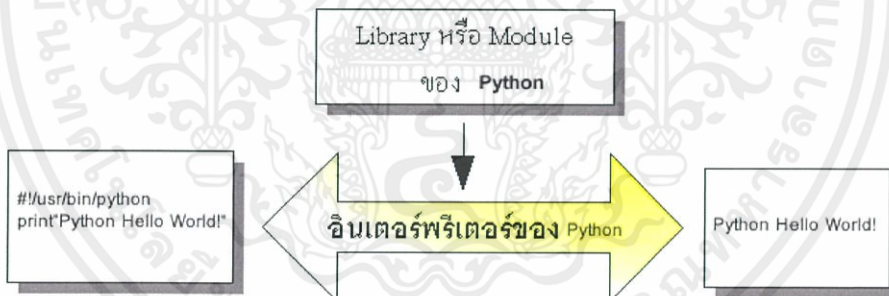 Library หรือ Module
ของ Python
#!/usr/bin/python
print"Python Hello World!"
อินเตอร์พรีเตอร์ของ Python
Python Hello World!